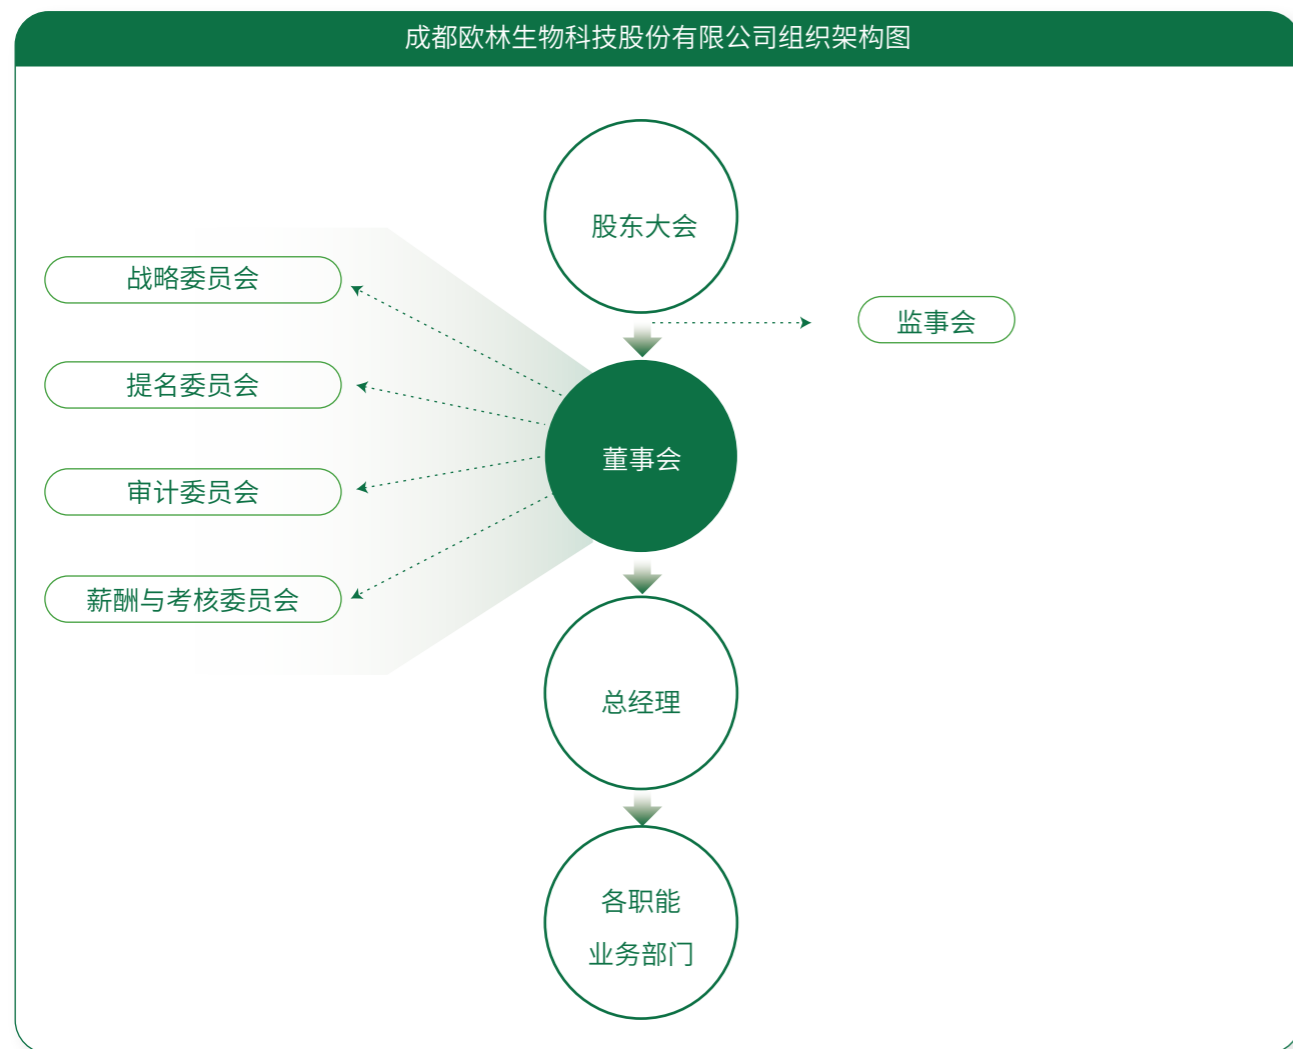 成都欧林生物科技股份有限公司组织架构图
股东大会
战略委员会
监事会
提名委员会
董事会
审计委员会
薪酬与考核委员会
总经理
各职能
业务部门